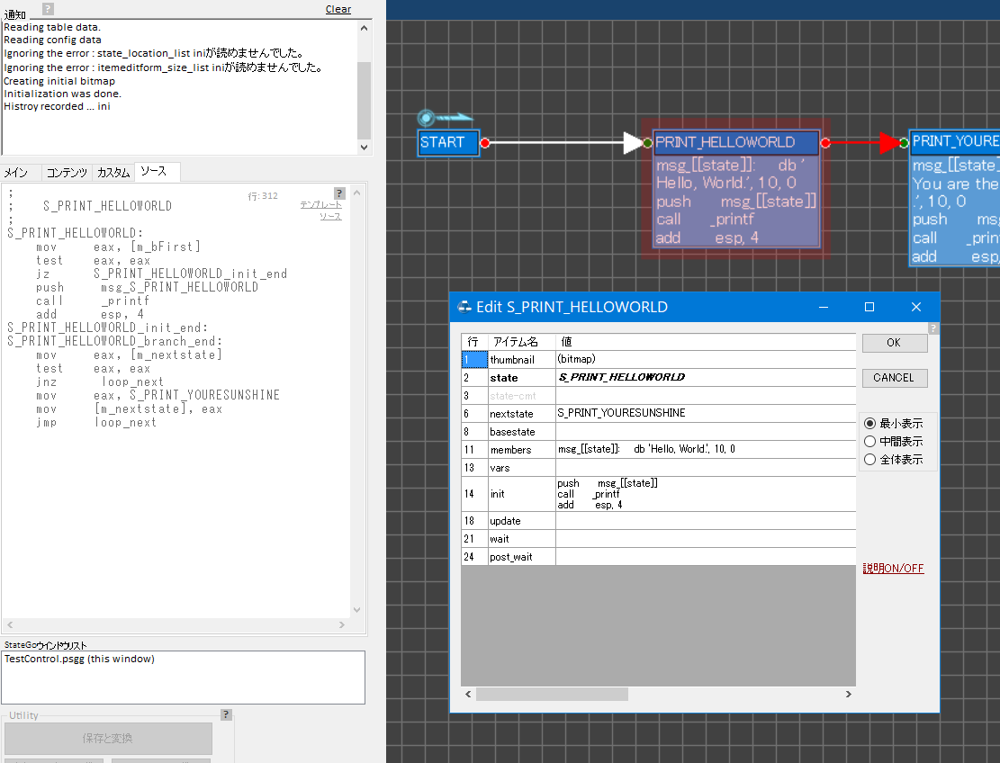 通知
?
Clear
Reading table data.
Reading config data
Ignoring the error : state_location_list iniが読めませんでした。
Ignoring the error : itemeditform_size_list iniが読めませんでした。
Creating initial bitmap
Initialization was done.
Histroy recorded ... ini
メイン コンテンツ カスタム ソース
行:312
?
テンプレート
ソース
;
; S_PRINT_HELLOWORLD
;
S_PRINT_HELLOWORLD:
mov eax, [m_bFirst]
test eax, eax
jz S_PRINT_HELLOWORLD_init_end
push msg_S_PRINT_HELLOWORLD
call _printf
add esp, 4
S_PRINT_HELLOWORLD_init_end:
S_PRINT_HELLOWORLD_branch_end:
mov eax, [m_nextstate]
test eax, eax
jnz loop_next
mov eax, S_PRINT_YOURESUNSHINE
mov [m_nextstate], eax
jmp loop_next
StateGoウインドウリスト
TestControl.psgg (this window)
Utility
?
保存と変換
START
PRINT_HELLOWORLD
msg_[[state]]: db '
Hello, World.', 10, 0
push msg_[[state]]
call _printf
add esp, 4
PRINT_YOURE
msg_[[state]
You are the
.', 10, 0
push ms
call _print
add esp,
Edit S_PRINT_HELLOWORLD
?
行 アイテム名 値
1 thumbnail (bitmap)
2 state S_PRINT_HELLOWORLD
3 state-cmt
6 nextstate S_PRINT_YOURESUNSHINE
8 basestate
11 members msg_[[state]]: db 'Hello, World.', 10, 0
13 vars
14 init
push msg_[[state]]
call _printf
add esp, 4
18 update
21 wait
24 post_wait
OK
CANCEL
最小表示
中間表示
全体表示
説明ON/OFF